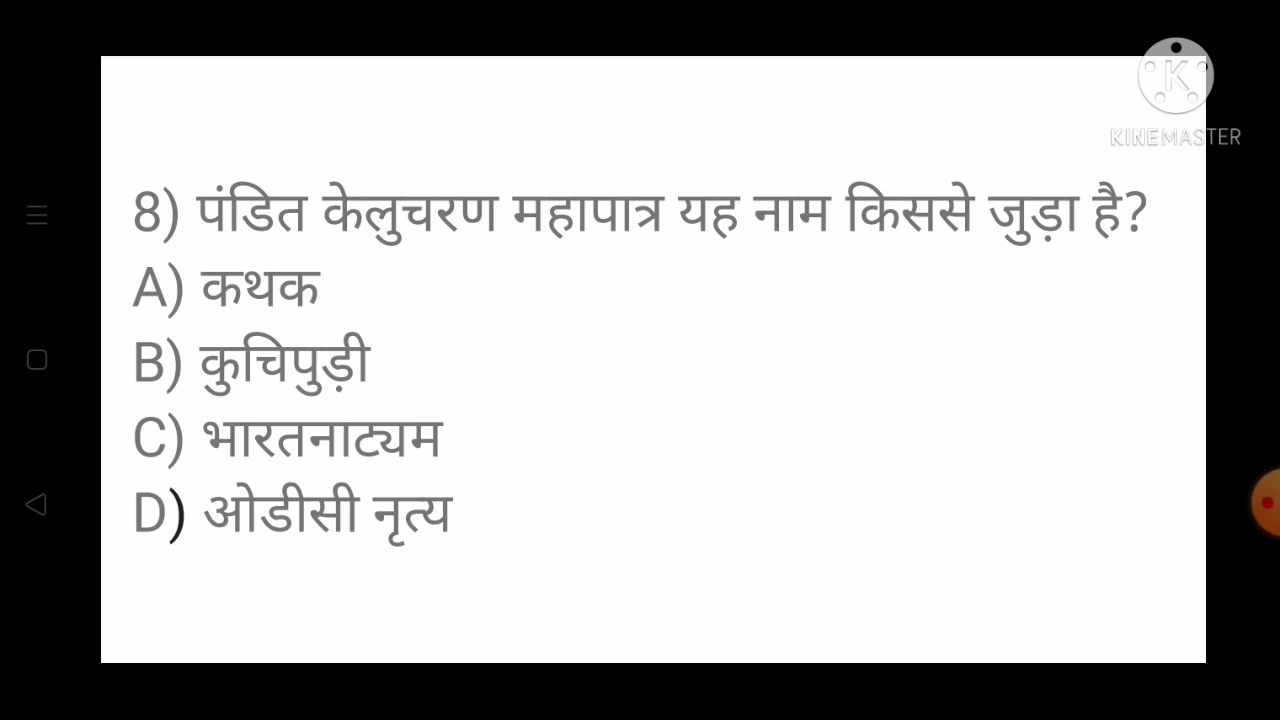 KINEMASTER
8) पंडित केलुचरण महापात्र यह नाम किससे जुड़ा है?
A) कथक
B) कुचिपुड़ी
C) भारतनाट्यम
D) ओडीसी नृत्य